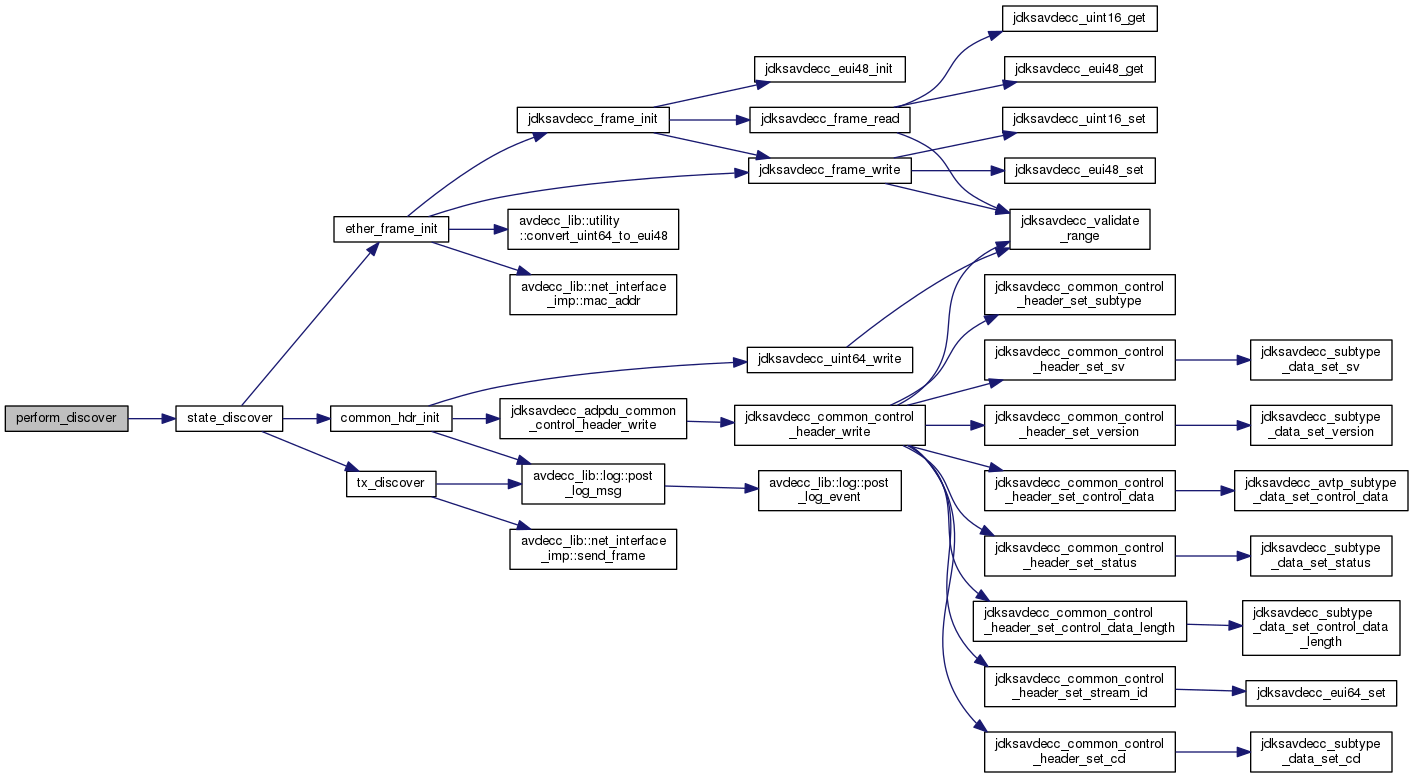 perform_discover
state_discover
ether_frame_init
common_hdr_init
tx_discover
jdksavdecc_frame_init
avdecc_lib::utility
::convert_uint64_to_eui48
avdecc_lib::net_interface
_imp::mac_addr
jdksavdecc_adpdu_common
_control_header_write
avdecc_lib::log::post
_log_msg
avdecc_lib::net_interface
_imp::send_frame
jdksavdecc_eui48_init
jdksavdecc_frame_read
jdksavdecc_frame_write
jdksavdecc_uint64_write
jdksavdecc_common_control
_header_write
avdecc_lib::log::post
_log_event
jdksavdecc_uint16_get
jdksavdecc_eui48_get
jdksavdecc_uint16_set
jdksavdecc_eui48_set
jdksavdecc_validate
_range
jdksavdecc_common_control
_header_set_subtype
jdksavdecc_common_control
_header_set_sv
jdksavdecc_common_control
_header_set_version
jdksavdecc_common_control
_header_set_control_data
jdksavdecc_common_control
_header_set_status
jdksavdecc_common_control
_header_set_control_data_length
jdksavdecc_common_control
_header_set_stream_id
jdksavdecc_common_control
_header_set_cd
jdksavdecc_subtype
_data_set_sv
jdksavdecc_subtype
_data_set_version
jdksavdecc_avtp_subtype
_data_set_control_data
jdksavdecc_subtype
_data_set_status
jdksavdecc_subtype
_data_set_control_data
_length
jdksavdecc_eui64_set
jdksavdecc_subtype
_data_set_cd